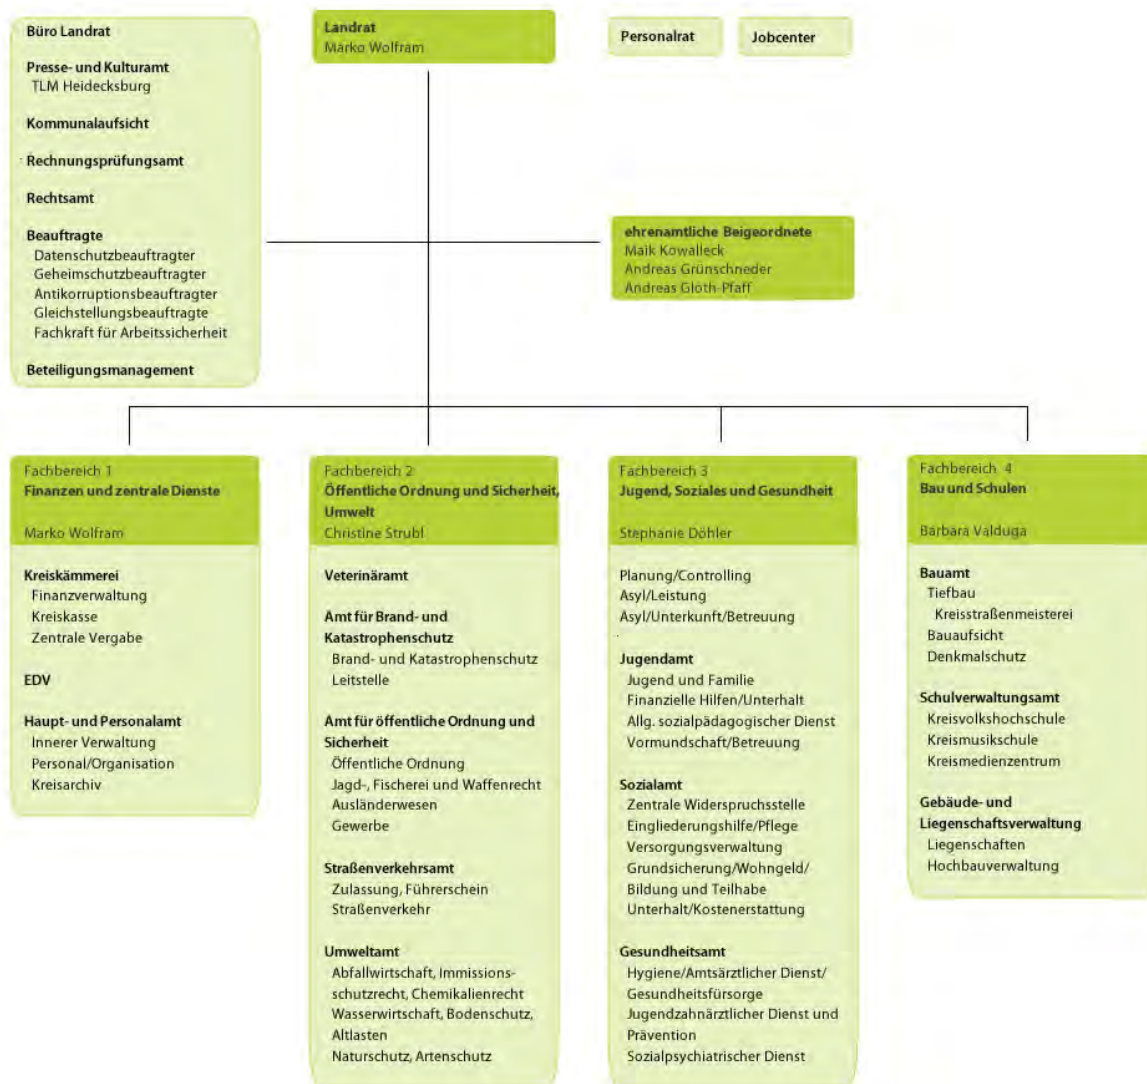 Büro Landrat
Presse- und Kulturamt
TLM Heidecksburg
Kommunalaufsicht
Rechnungsprüfungsamt
Rechtsamt
Beauftragte
Datenschutzbeauftragter
Geheimschutzbeauftragter
Antikorruptionsbeauftragter
Gleichstellungsbeauftragte
Fachkraft für Arbeitssicherheit
Beteiligungsmanagement
Landrat
Marko Wolfram
Personalrat
Jobcenter
ehrenamtliche Beigeordnete
Maik Kowalleck
Andreas Grünschneder
Andreas Gloth-Pfaff
Fachbereich 1
Finanzen und zentrale Dienste
Marko Wolfram
Kreiskämmerei
Finanzverwaltung
Kreiskasse
Zentrale Vergabe
EDV
Haupt- und Personalamt
Innerer Verwaltung
Personal/Organisation
Kreisarchiv
Fachbereich 2
Öffentliche Ordnung und Sicherheit,
Umwelt
Christine Strubl
Veterinäramt
Amt für Brand- und
Katastrophenschutz
Brand- und Katastrophenschutz
Leitstelle
Amt für öffentliche Ordnung und
Sicherheit
Öffentliche Ordnung
Jagd-, Fischerei und Waffenrecht
Ausländerwesen
Gewerbe
Straßenverkehrsamt
Zulassung, Führerschein
Straßenverkehr
Umweltamt
Abfallwirtschaft, Immissions-
schutzrecht, Chemikalienrecht
Wasserwirtschaft, Bodenschutz,
Altlasten
Naturschutz, Artenschutz
Fachbereich 3
Jugend, Soziales und Gesundheit
Stephanie Döhler
Planung/Controlling
Asyl/Leistung
Asyl/Unterkunft/Betreuung
Jugendamt
Jugend und Familie
Finanzielle Hilfen/Unterhalt
Allg. sozialpädagogischer Dienst
Vormundschaft/Betreuung
Sozialamt
Zentrale Widerspruchsstelle
Eingliederungshilfe/Pflege
Versorgungsverwaltung
Grundsicherung/Wohngeld/
Bildung und Teilhabe
Unterhalt/Kostenerstattung
Gesundheitsamt
Hygiene/Amtsärztlicher Dienst/
Gesundheitsfürsorge
Jugendzahnärztlicher Dienst und
Prävention
Sozialpsychiatrischer Dienst
Fachbereich 4
Bau und Schulen
Barbara Valduga
Bauamt
Tiefbau
Kreisstraßenmeisterei
Bauaufsicht
Denkmalschutz
Schulverwaltungsamt
Kreisvolkshochschule
Kreismusikschule
Kreismedienzentrum
Gebäude- und
Liegenschaftsverwaltung
Liegenschaften
Hochbauverwaltung